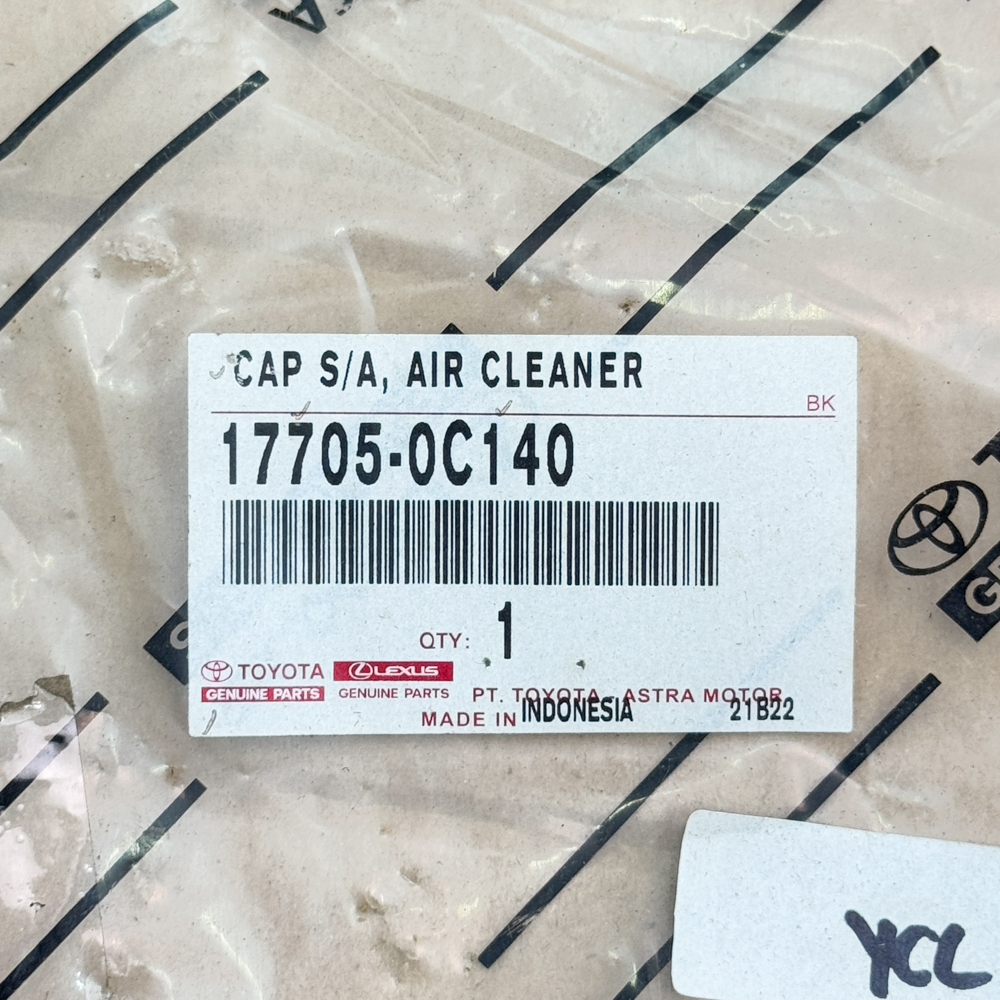 CAP S/A, AIR CLEANER
BK
17705-0C140
QTY: 1
TOYOTA LEXUS
GENUINE PARTS GENUINE PARTS PT. TOYOTA - ASTRA MOTOR
MADE IN INDONESIA 21B22
YCL